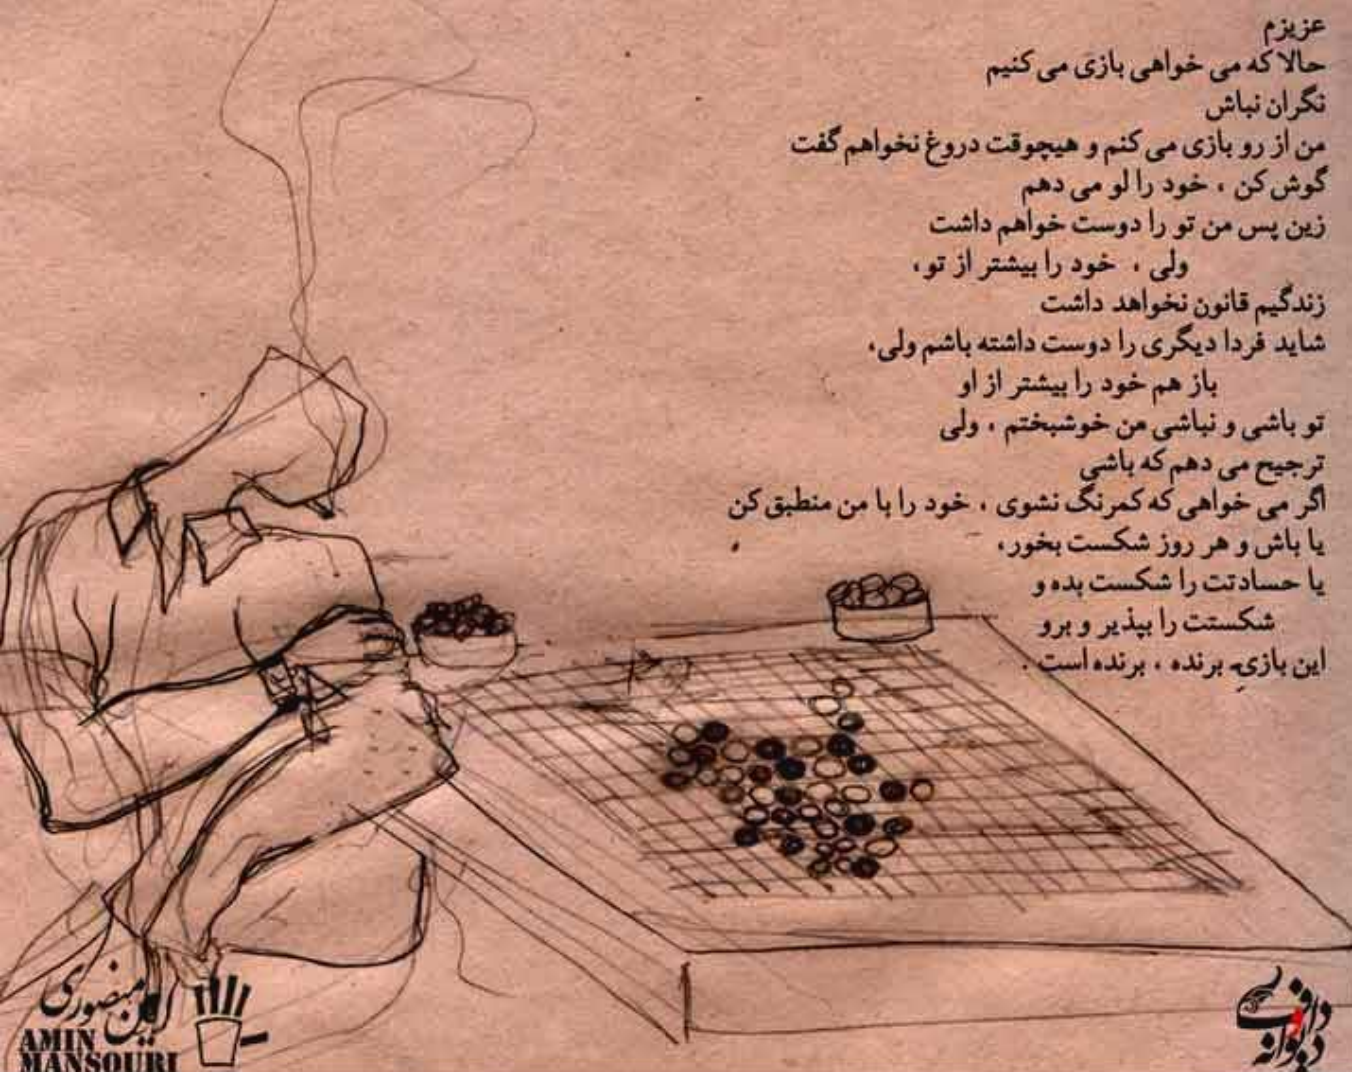 عزیزم
حالا که می خواهی بازی می کنیم
نگران نباش
من از رو بازی می کنم و هیچوقت دروغ نخواهم گفت
گوش کن ، خود را لو می دهم
زین پس من تو را دوست خواهم داشت
ولی ، خود را بیشتر از تو،
زندگیم قانون نخواهد داشت
شاید فردا دیگری را دوست داشته باشم ولی،
باز هم خود را بیشتر از او
تو باشی و نباشی من خوشبختم ، ولی
ترجیح می دهم که باشی
اگر می خواهی که کمرنگ نشوی ، خود را با من منطبق کن
یا باش و هر روز شکست بخور،
یا حسادتت را شکست بده و
شکستت را بپذیر و برو
این بازیِ برنده ، برنده است .
امین منصوری
AMIN
MANSOURI